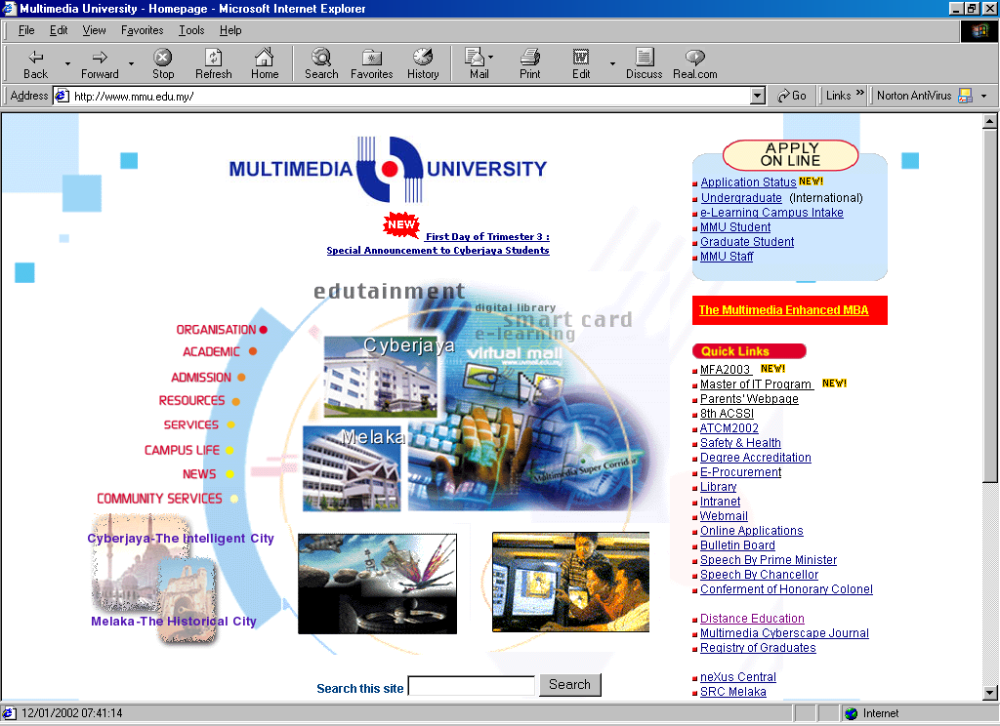 Multimedia University - Homepage - Microsoft Internet Explorer
File Edit View Favorites Tools Help
Back Forward Stop Refresh Home Search Favorites History Mail Print Edit Discuss Real.com
Address http://www.mmu.edu.my/ Go Links » Norton AntiVirus
MULTIMEDIA UNIVERSITY
NEW First Day of Trimester 3 :
Special Announcement to Cyberjaya Students
edutainment
digital library
smart card
e-learning
virtual mall
www.uvmall.edu.my
Cyberjaya
Melaka
Multimedia Super Corridor
ORGANISATION
ACADEMIC
ADMISSION
RESOURCES
SERVICES
CAMPUS LIFE
NEWS
COMMUNITY SERVICES
Cyberjaya-The Intelligent City
Melaka-The Historical City
Search this site Search
APPLY
ON LINE
Application Status NEW!
Undergraduate (International)
e-Learning Campus Intake
MMU Student
Graduate Student
MMU Staff
The Multimedia Enhanced MBA
Quick Links
MFA2003 NEW!
Master of IT Program NEW!
Parents' Webpage
8th ACSSI
ATCM2002
Safety & Health
Degree Accreditation
E-Procurement
Library
Intranet
Webmail
Online Applications
Bulletin Board
Speech By Prime Minister
Speech By Chancellor
Conferment of Honorary Colonel
Distance Education
Multimedia Cyberscape Journal
Registry of Graduates
neXus Central
SRC Melaka
12/01/2002 07:41:14 Internet